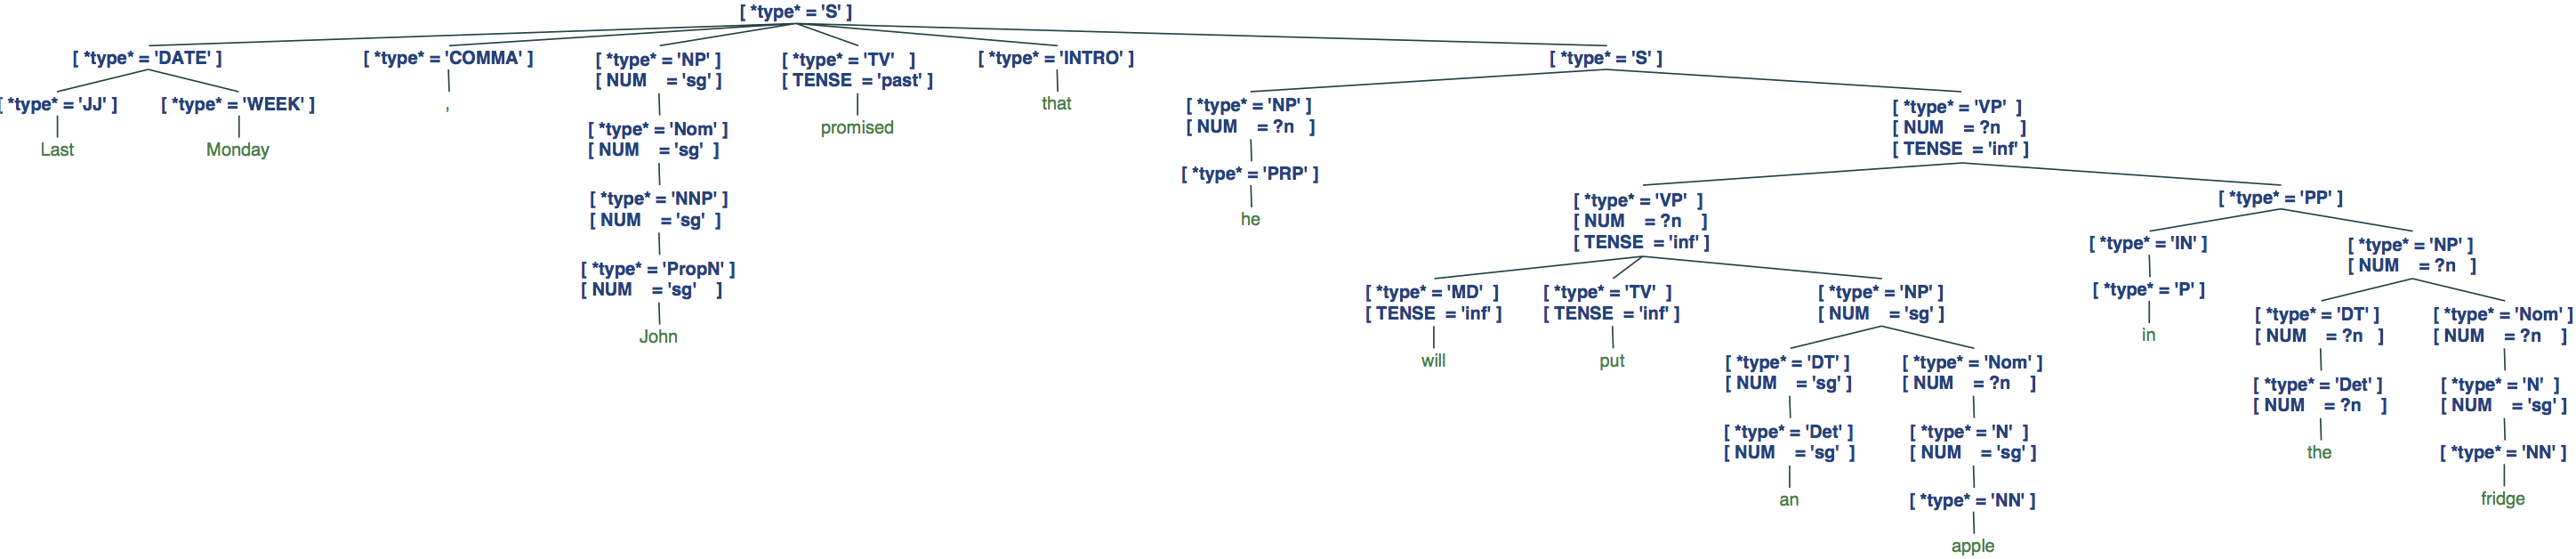 [ *type* = 'S' ]
[ *type* = 'DATE' ]
[ *type* = 'COMMA' ]
[ *type* = 'NP' ]
[ NUM = 'sg' ]
[ *type* = 'TV' ]
[ TENSE = 'past' ]
[ *type* = 'INTRO' ]
[ *type* = 'S' ]
[ *type* = 'JJ' ]
[ *type* = 'WEEK' ]
,
that
[ *type* = 'NP' ]
[ NUM = ?n ]
[ *type* = 'VP' ]
[ NUM = ?n ]
[ TENSE = 'inf' ]
Last
Monday
[ *type* = 'Nom' ]
[ NUM = 'sg' ]
promised
[ *type* = 'PRP' ]
[ *type* = 'NNP' ]
[ NUM = 'sg' ]
he
[ *type* = 'VP' ]
[ NUM = ?n ]
[ TENSE = 'inf' ]
[ *type* = 'PP' ]
[ *type* = 'PropN' ]
[ NUM = 'sg' ]
[ *type* = 'IN' ]
[ *type* = 'NP' ]
[ NUM = ?n ]
John
[ *type* = 'MD' ]
[ TENSE = 'inf' ]
[ *type* = 'TV' ]
[ TENSE = 'inf' ]
[ *type* = 'NP' ]
[ NUM = 'sg' ]
[ *type* = 'P' ]
[ *type* = 'DT' ]
[ NUM = ?n ]
[ *type* = 'Nom' ]
[ NUM = ?n ]
will
put
[ *type* = 'DT' ]
[ NUM = 'sg' ]
[ *type* = 'Nom' ]
[ NUM = ?n ]
in
[ *type* = 'Det' ]
[ NUM = ?n ]
[ *type* = 'N' ]
[ NUM = 'sg' ]
[ *type* = 'Det' ]
[ NUM = 'sg' ]
[ *type* = 'N' ]
[ NUM = 'sg' ]
the
[ *type* = 'NN' ]
an
[ *type* = 'NN' ]
fridge
apple